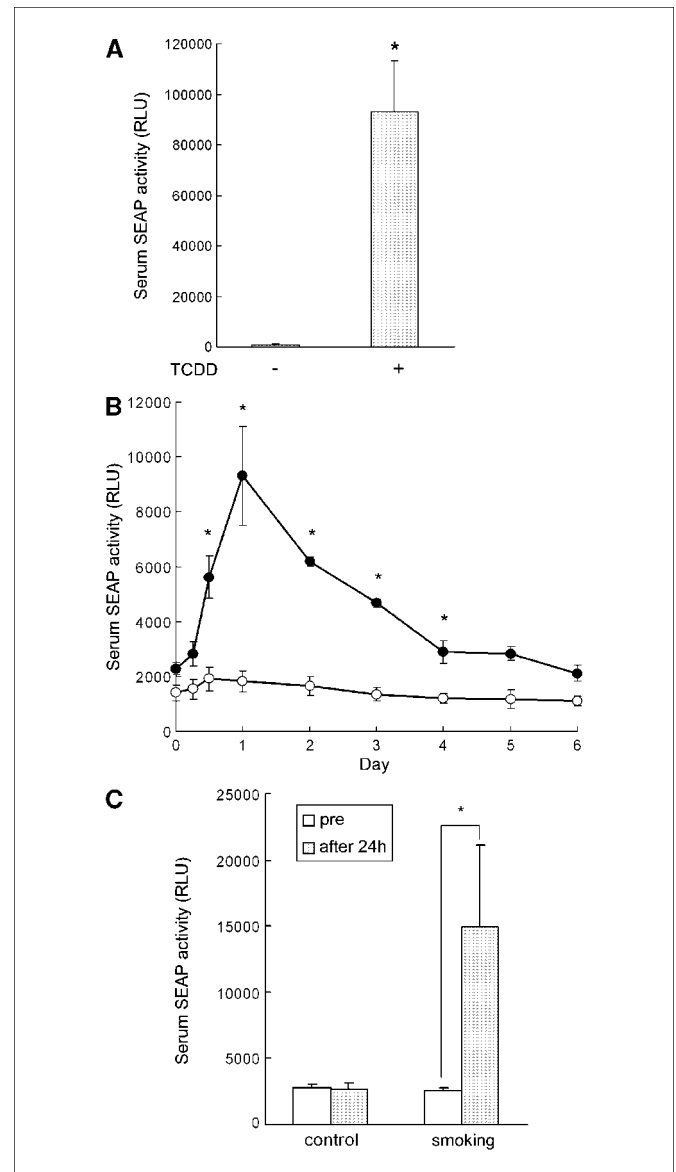 A
120000
*
100000
80000
60000
40000
20000
0
Serum SEAP activity (RLU)
TCDD - +
B
12000
10000
8000
6000
4000
2000
0
Serum SEAP activity (RLU)
* * * * *
0 1 2 3 4 5 6
Day
C
25000
20000
15000
10000
5000
0
Serum SEAP activity (RLU)
pre
after 24h
*
control smoking